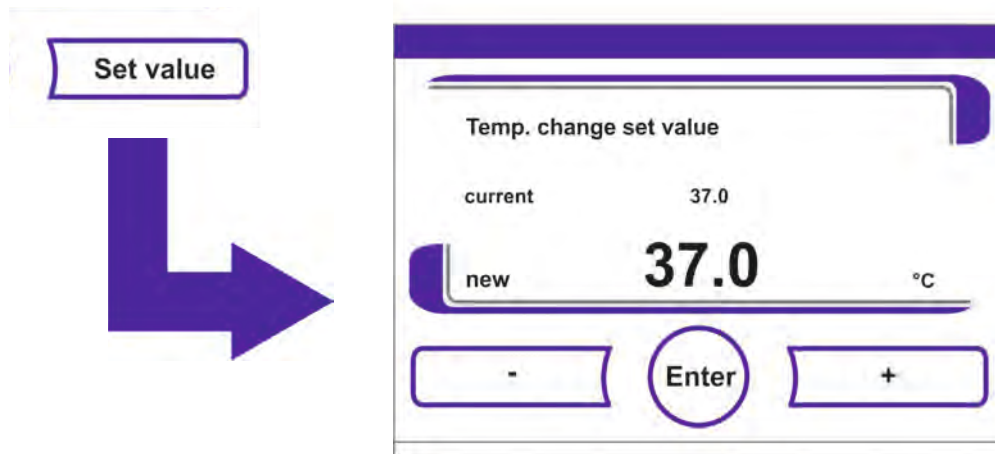 Set value
Temp. change set value
current 37.0
new 37.0 °C
- Enter +